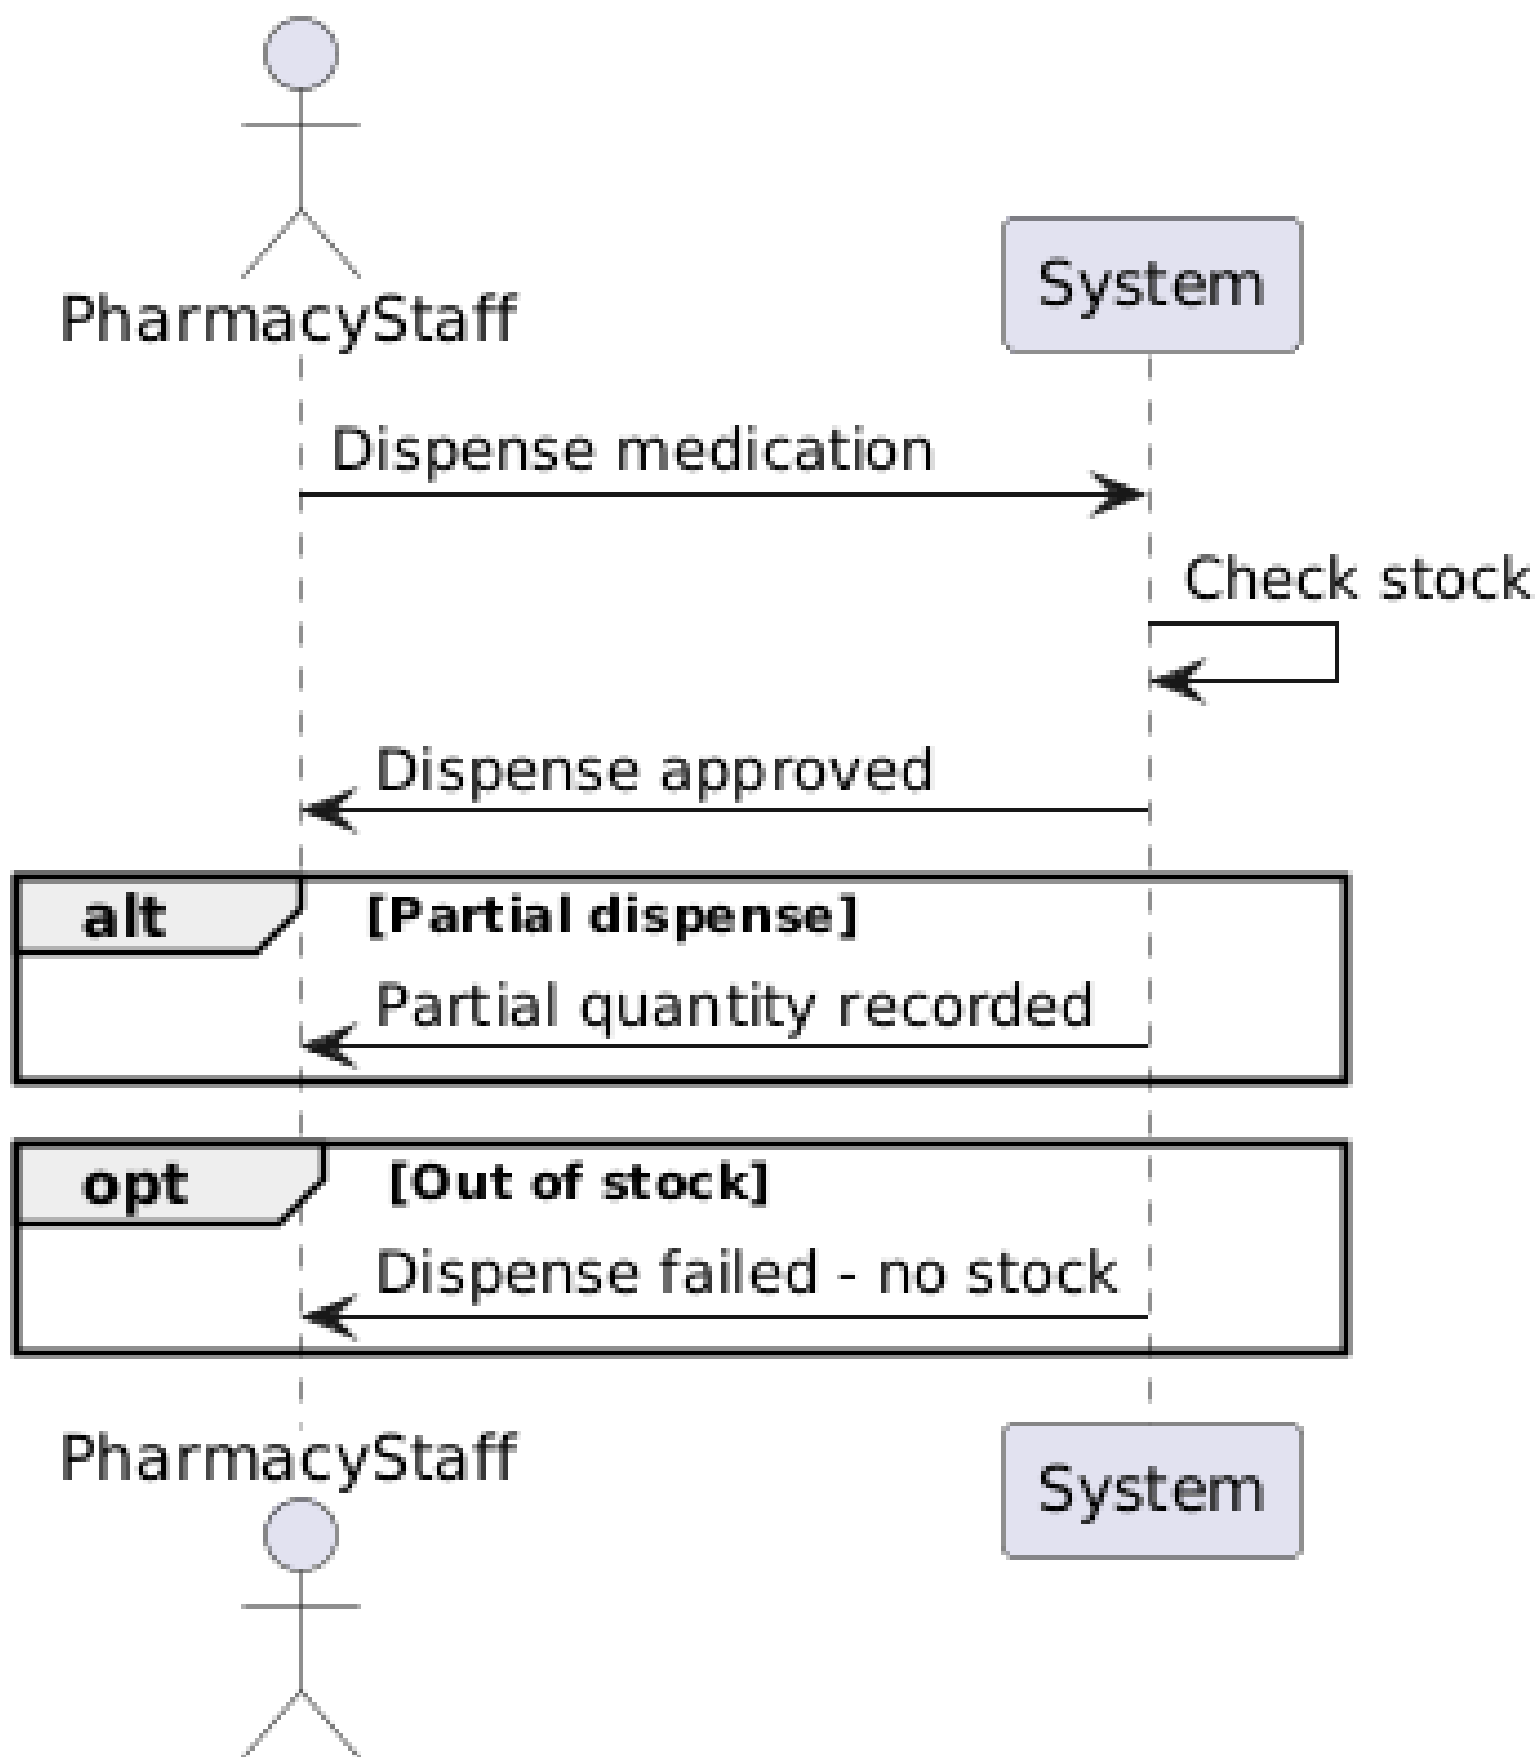 PharmacyStaff
System
Dispense medication
Check stock
Dispense approved
alt [Partial dispense]
Partial quantity recorded
opt [Out of stock]
Dispense failed - no stock
PharmacyStaff
System